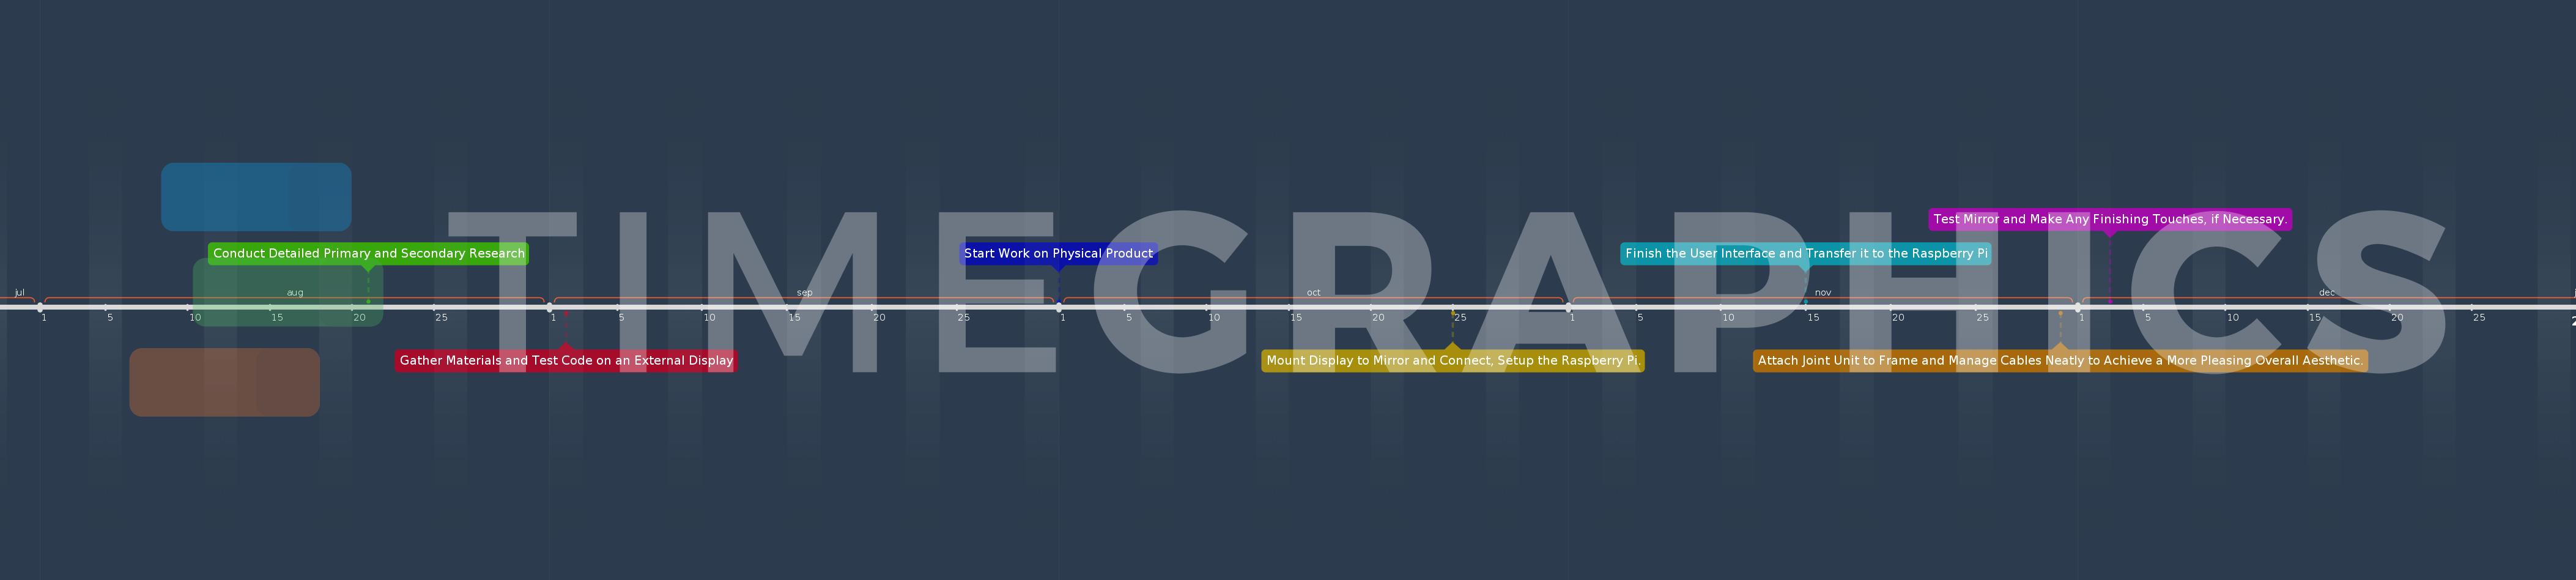 TIMEGRAPHICS
Test Mirror and Make Any Finishing Touches, if Necessary.
Conduct Detailed Primary and Secondary Research
Start Work on Physical Product
Finish the User Interface and Transfer it to the Raspberry Pi
jul aug sep oct nov dec
1 5 10 15 20 25 1 5 10 15 20 25 1 5 10 15 20 25 1 5 10 15 20 25 1 5 10 15 20 25
Gather Materials and Test Code on an External Display
Mount Display to Mirror and Connect, Setup the Raspberry Pi.
Attach Joint Unit to Frame and Manage Cables Neatly to Achieve a More Pleasing Overall Aesthetic.